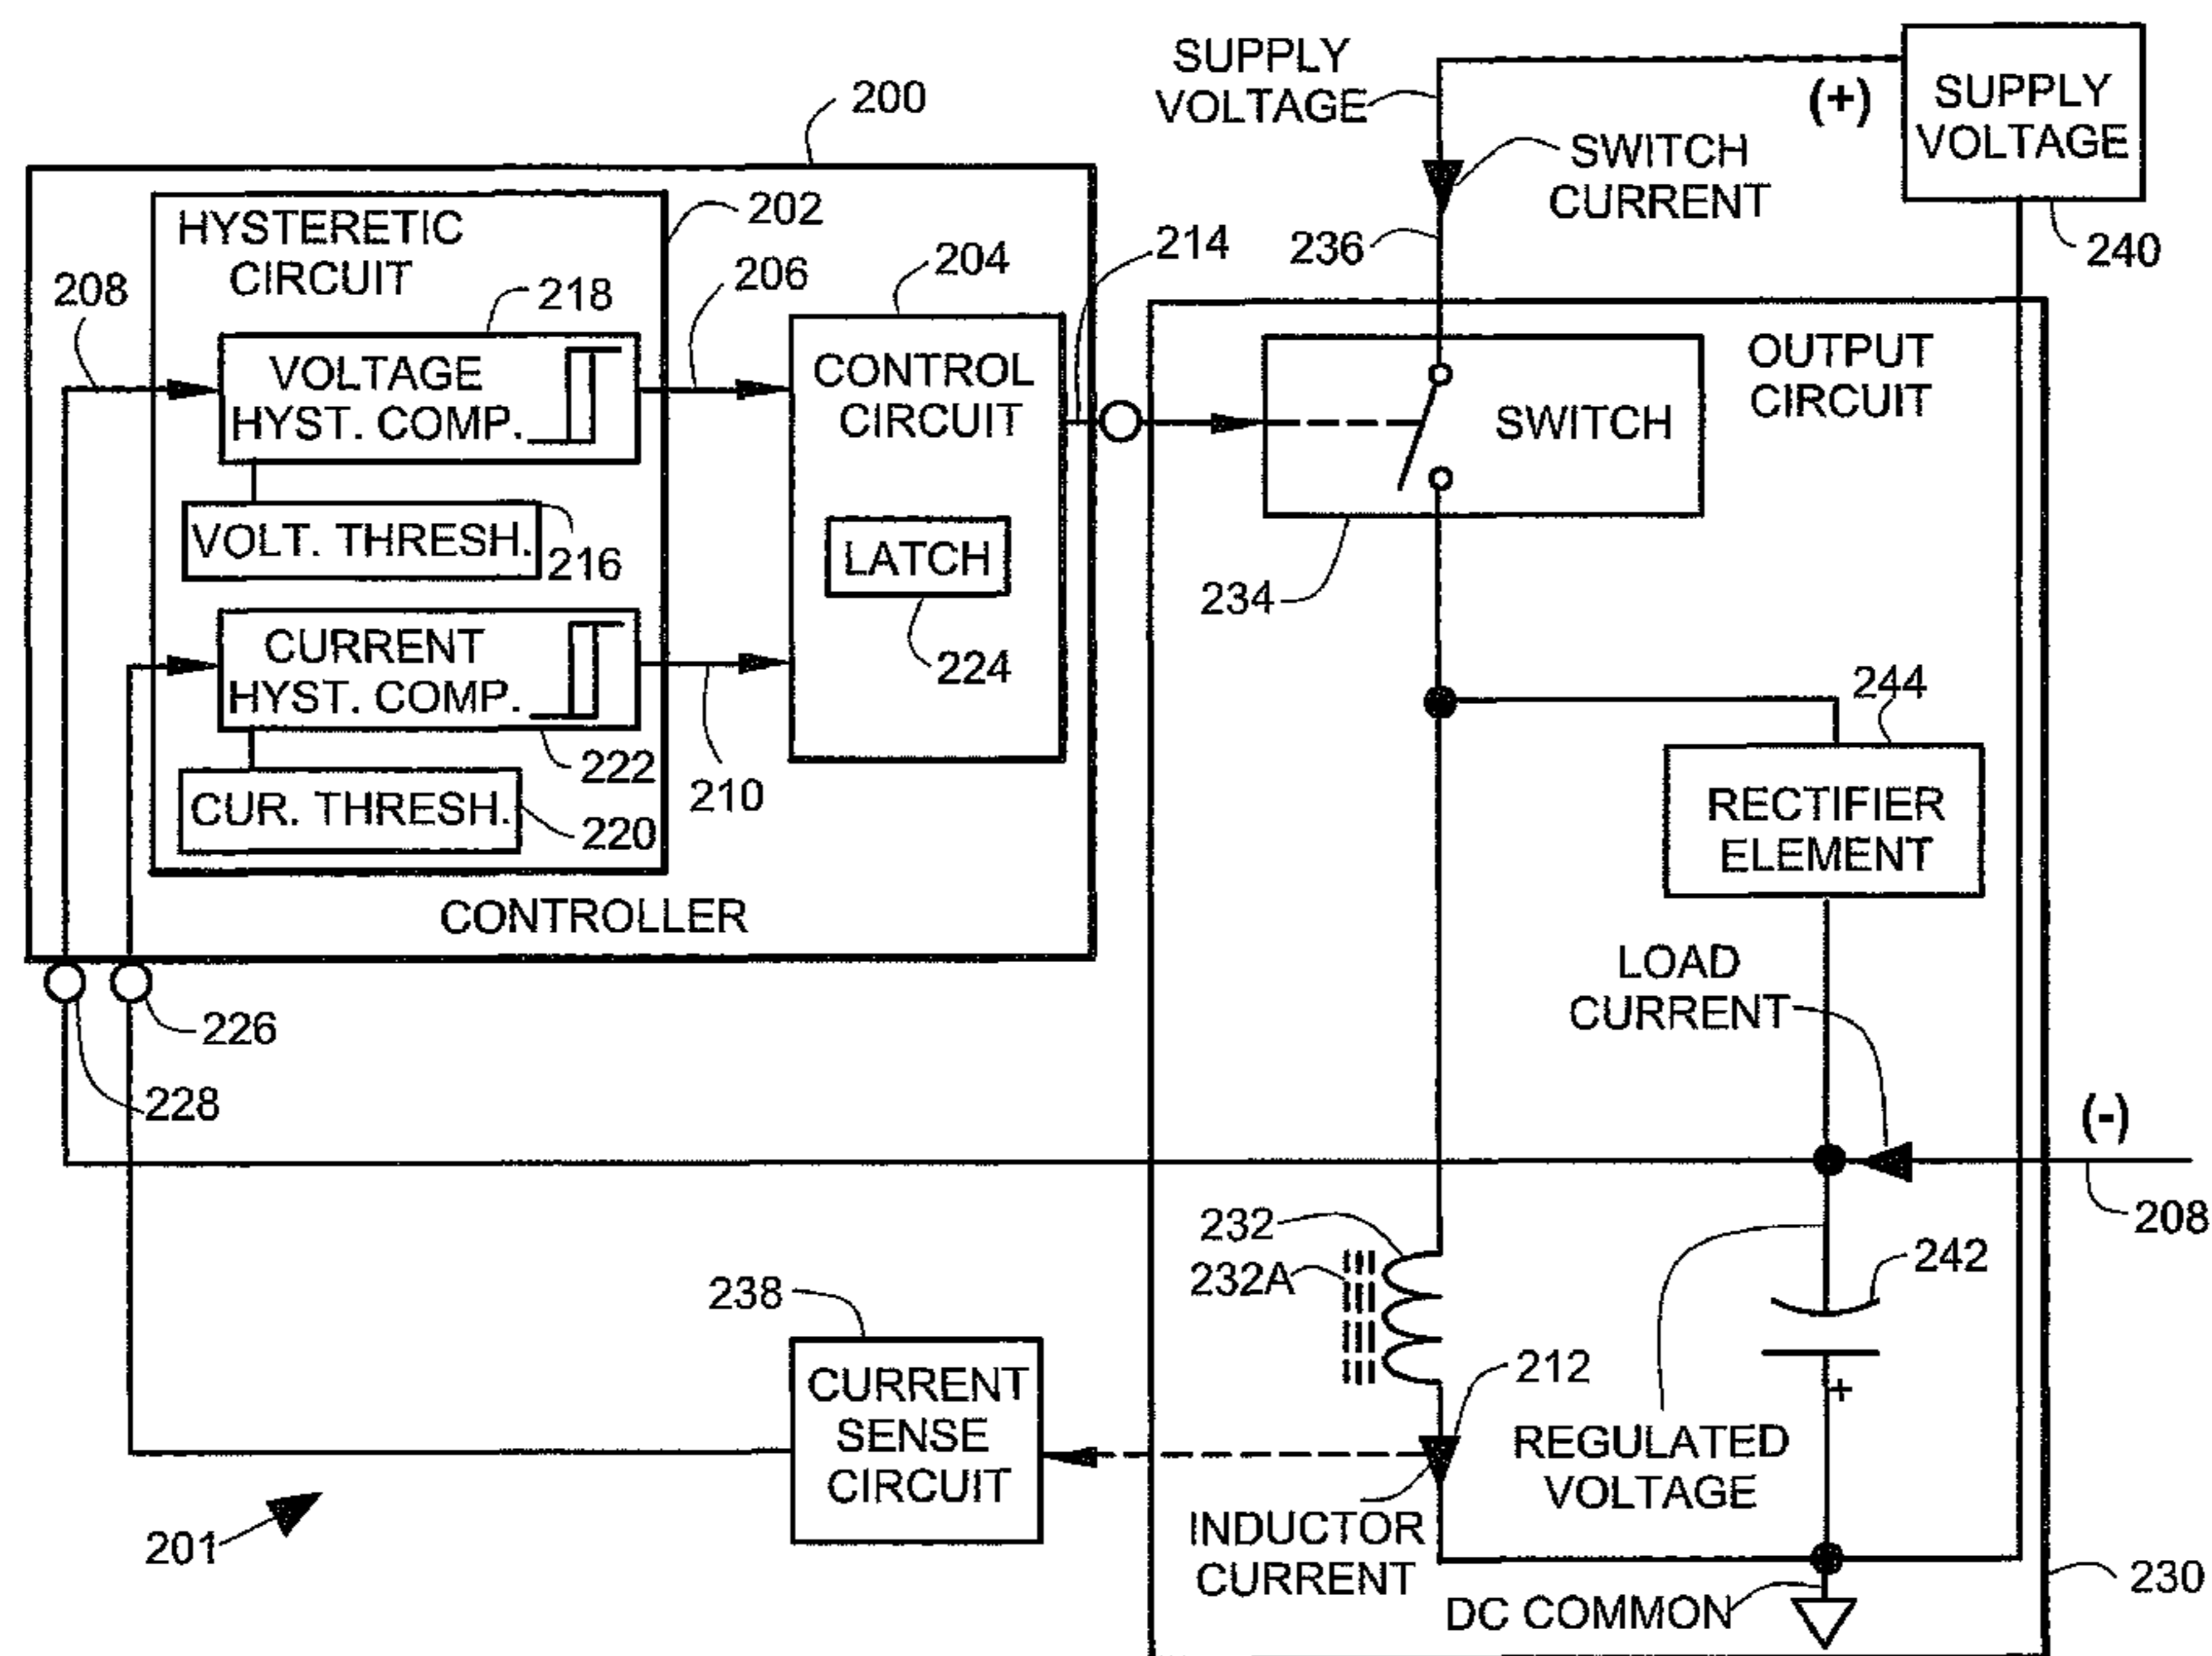 SUPPLY
VOLTAGE
(+)
SUPPLY
VOLTAGE
200
SWITCH
CURRENT
240
236
HYSTERETIC
CIRCUIT
202
206
204
214
208
218
VOLTAGE
HYST. COMP.
CONTROL
CIRCUIT
OUTPUT
CIRCUIT
SWITCH
VOLT. THRESH.
216
LATCH
224
234
CURRENT
HYST. COMP.
222
210
CUR. THRESH.
220
244
RECTIFIER
ELEMENT
CONTROLLER
LOAD
CURRENT
226
228
(-)
208
232
232A
242
238
CURRENT
SENSE
CIRCUIT
212
+
REGULATED
VOLTAGE
INDUCTOR
CURRENT
201
DC COMMON
230